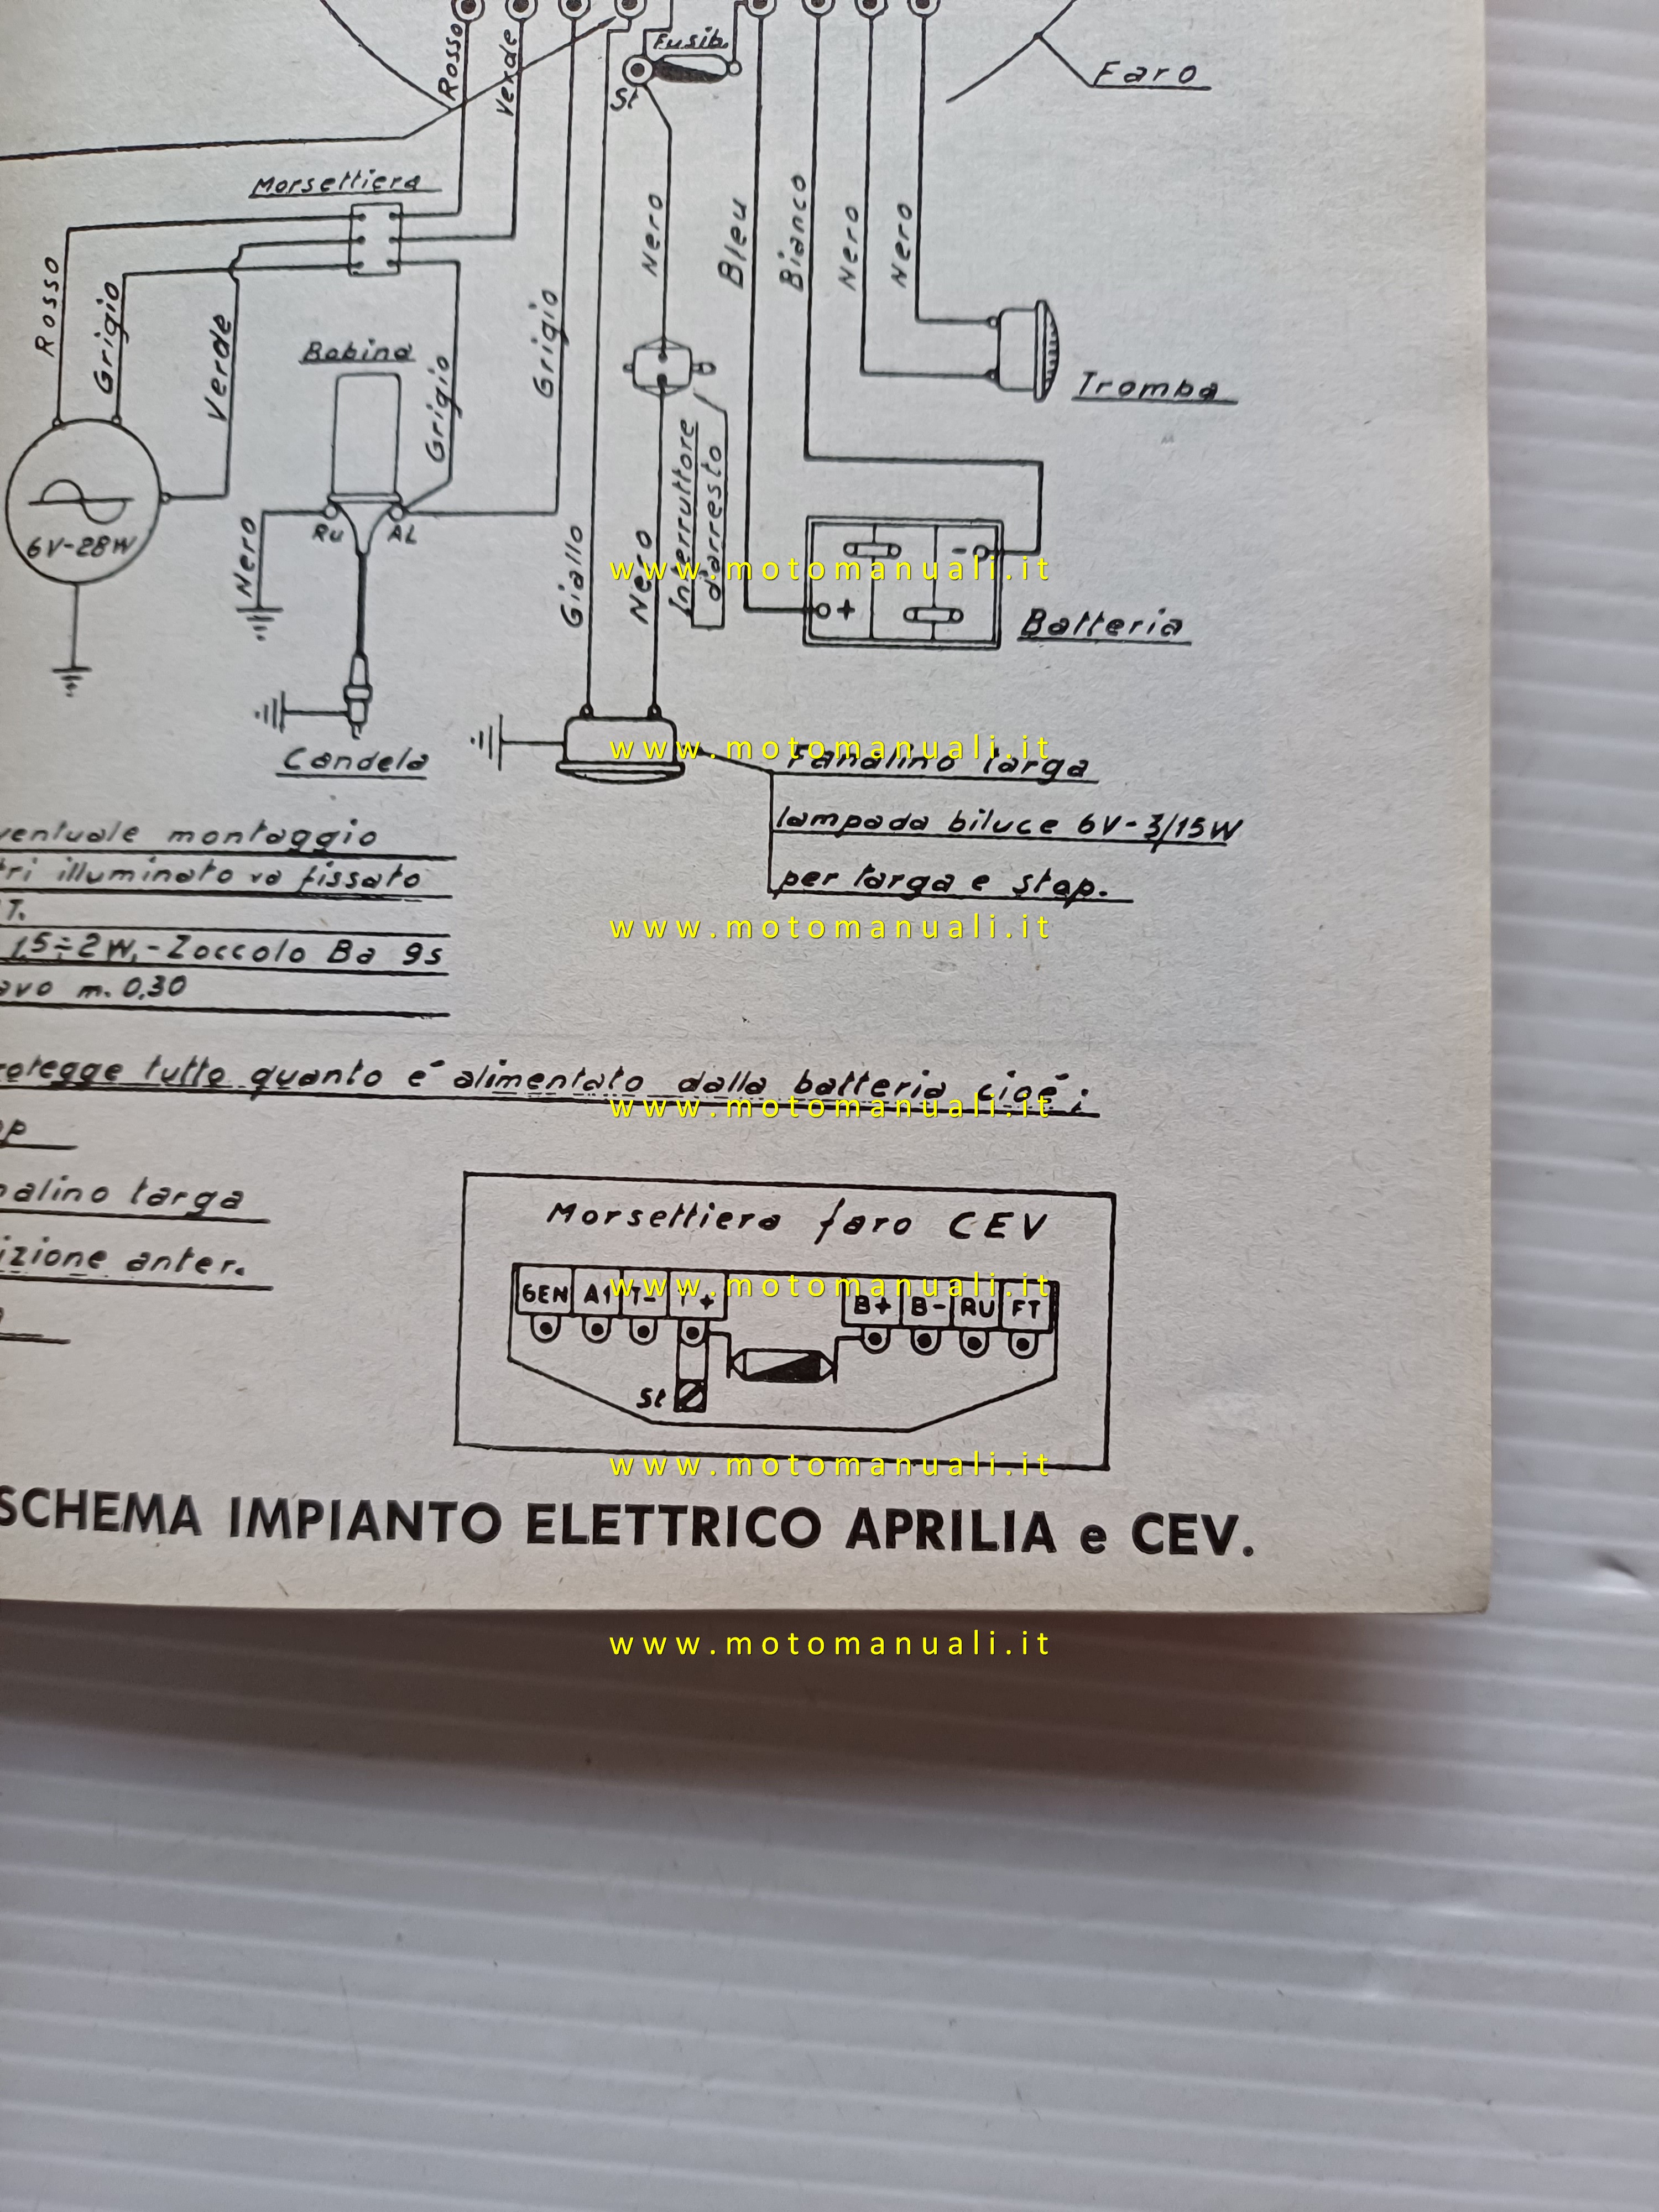 Rosso
Verde
Fusib.
St
Faro
Morsettiera
Rosso
Grigio
Verde
Bobina
Grigio
Grigio
Nero
Bleu
Bianco
Nero
Nero
Tromba
6V-28W
Nero
Ru
AL
Giallo
Nero
Interruttore
d'arresto
www.motomanuali.it
- 
+
Batteria
Candela
www.motomanuali.it
Fanalino targa
lampada biluce 6V-3/15W
per targa e stop.
ventuale montaggio
tri illuminato va fissato
T.
www.motomanuali.it
1,5÷2W,-Zoccolo Ba 9s
avo m. 0,30
rotegge tutto quanto é alimentato dalla batteria cioé;
www.motomanuali.it
op
nalino targa
izione anter.
Morsettiera faro CEV
www.motomanuali.it
GEN A1 T- T+ B+ B- RU FT
St
www.motomanuali.it
SCHEMA IMPIANTO ELETTRICO APRILIA e CEV.
www.motomanuali.it